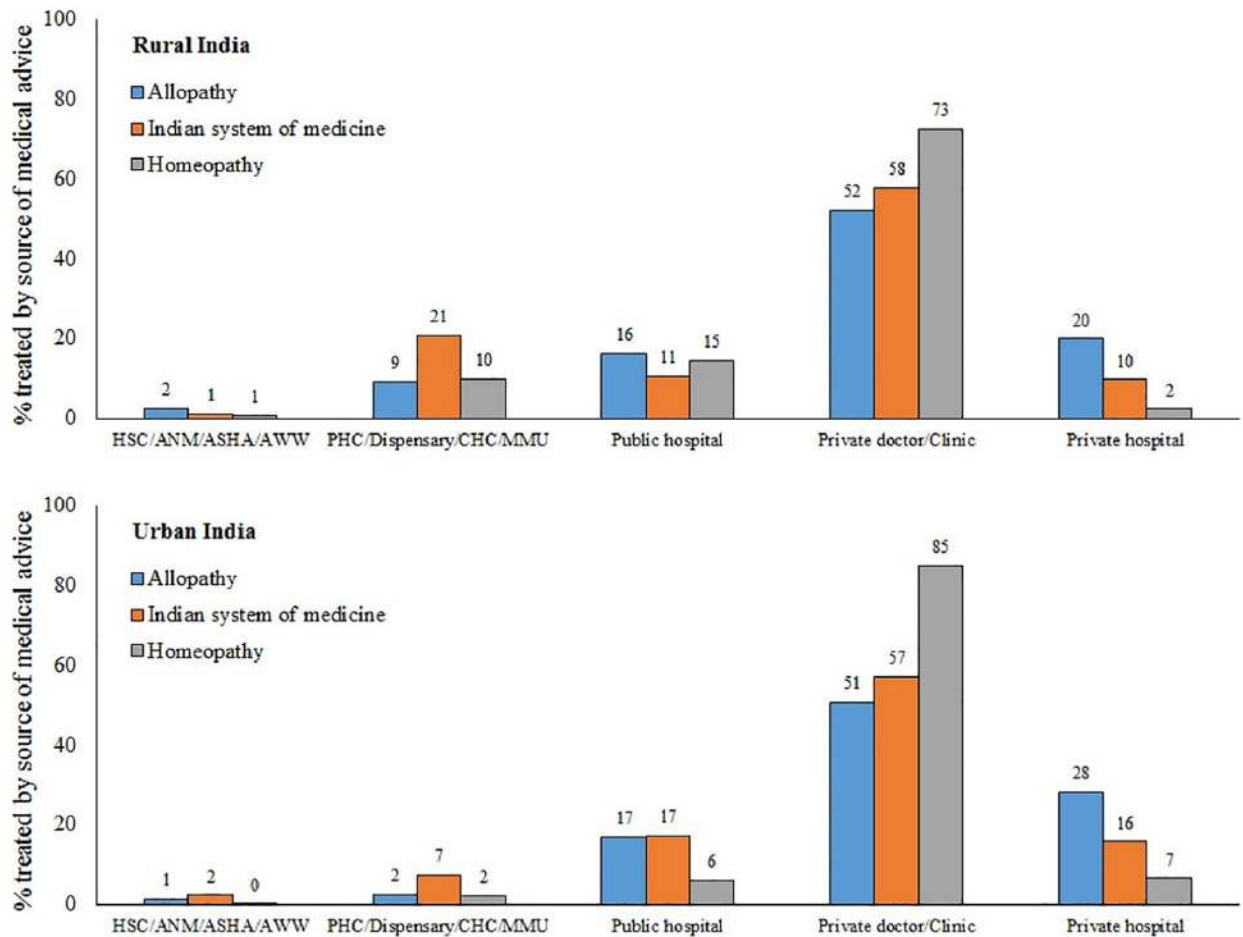 % treated by source of medical advice
100
80
60
40
20
0
Rural India
Allopathy
Indian system of medicine
Homeopathy
2 1 1
9 21 10
16 11 15
52 58 73
20 10 2
HSC/ANM/ASHA/AWW PHC/Dispensary/CHC/MMU Public hospital Private doctor/Clinic Private hospital
% treated by source of medical advice
100
80
60
40
20
0
Urban India
Allopathy
Indian system of medicine
Homeopathy
1 2 0
2 7 2
17 17 6
51 57 85
28 16 7
HSC/ANM/ASHA/AWW PHC/Dispensary/CHC/MMU Public hospital Private doctor/Clinic Private hospital